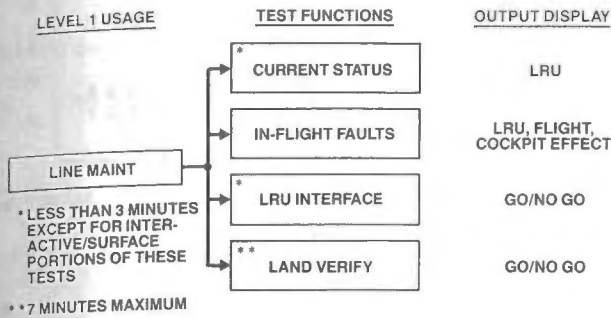 LEVEL 1 USAGE
TEST FUNCTIONS
OUTPUT DISPLAY
*
CURRENT STATUS
LRU
IN-FLIGHT FAULTS
LRU, FLIGHT,
COCKPIT EFFECT
LINE MAINT
*
LRU INTERFACE
GO/NO GO
* LESS THAN 3 MINUTES
EXCEPT FOR INTER-
ACTIVE/SURFACE
PORTIONS OF THESE
TESTS
**
LAND VERIFY
GO/NO GO
**7 MINUTES MAXIMUM